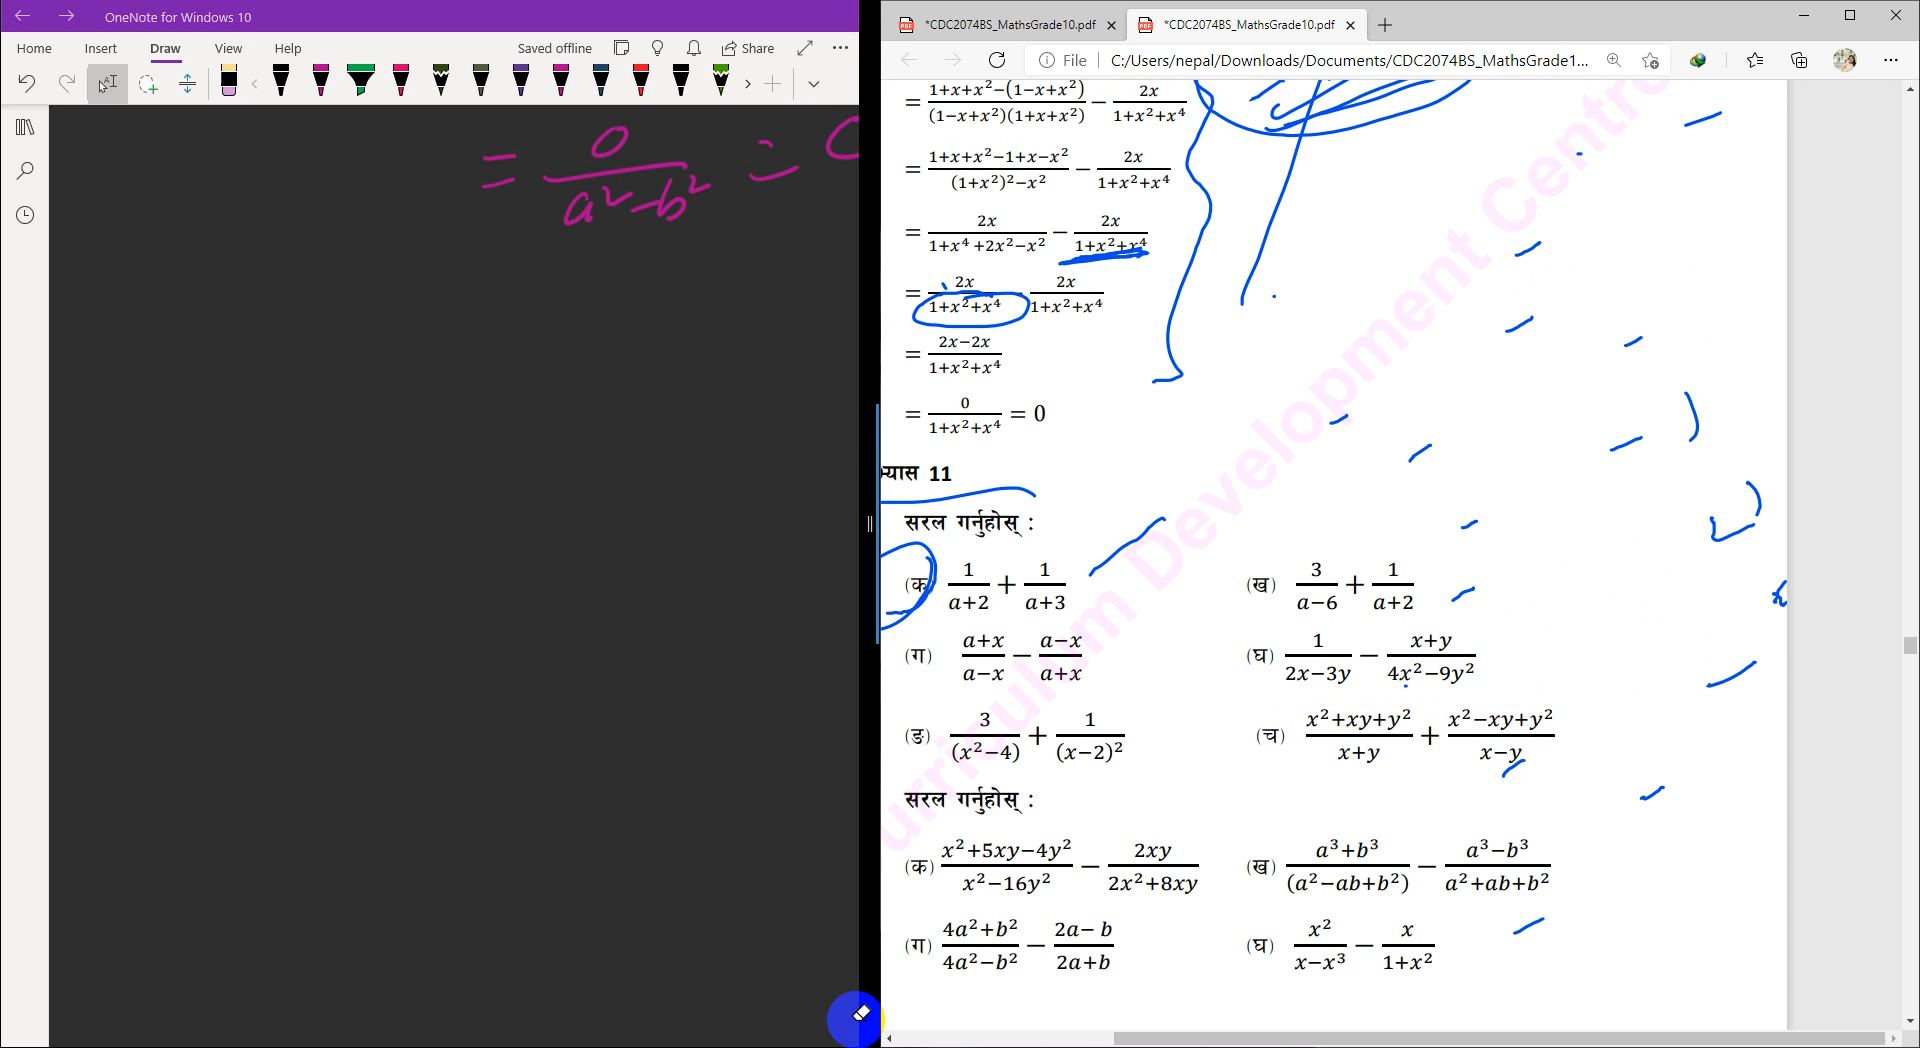 OneNote for Windows 10
Home Insert Draw View Help Saved offline Share
= 0/(a²-b²) =
*CDC2074BS_MathsGrade10.pdf
*CDC2074BS_MathsGrade10.pdf
File C:/Users/nepal/Downloads/Documents/CDC2074BS_MathsGrade1...
= (1+x+x²−(1−x+x²))/((1−x+x²)(1+x+x²)) − 2x/(1+x²+x⁴)
= (1+x+x²−1+x−x²)/((1+x²)²−x²) − 2x/(1+x²+x⁴)
= 2x/(1+x⁴+2x²−x²) − 2x/(1+x²+x⁴)
= 2x/(1+x²+x⁴) 2x/(1+x²+x⁴)
= (2x−2x)/(1+x²+x⁴)
= 0/(1+x²+x⁴) = 0
भ्यास 11
सरल गर्नुहोस् :
(क) 1/(a+2) + 1/(a+3) (ख) 3/(a−6) + 1/(a+2)
(ग) (a+x)/(a−x) − (a−x)/(a+x) (घ) 1/(2x−3y) − (x+y)/(4x²−9y²)
(ङ) 3/(x²−4) + 1/(x−2)² (च) (x²+xy+y²)/(x+y) + (x²−xy+y²)/(x−y)
सरल गर्नुहोस् :
(क) (x²+5xy−4y²)/(x²−16y²) − 2xy/(2x²+8xy) (ख) (a³+b³)/(a²−ab+b²) − (a³−b³)/(a²+ab+b²)
(ग) (4a²+b²)/(4a²−b²) − (2a− b)/(2a+b) (घ) x²/(x−x³) − x/(1+x²)
urriculum Development Centr